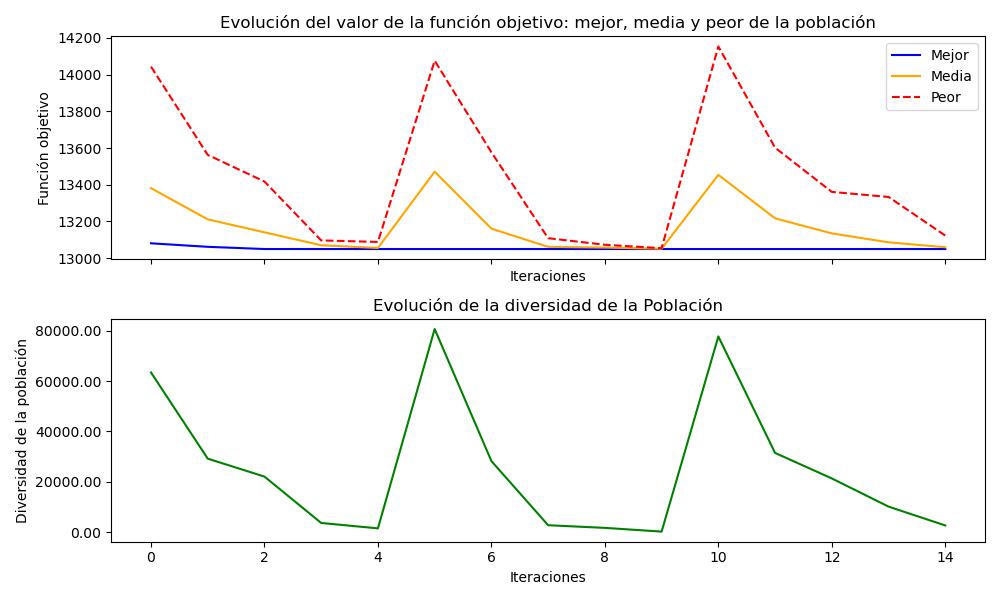 Evolución del valor de la función objetivo: mejor, media y peor de la población
14200
14000
13800
13600
13400
13200
13000
Función objetivo
Mejor
Media
Peor
Iteraciones
Evolución de la diversidad de la Población
80000.00
60000.00
40000.00
20000.00
0.00
Diversidad de la población
0 2 4 6 8 10 12 14
Iteraciones